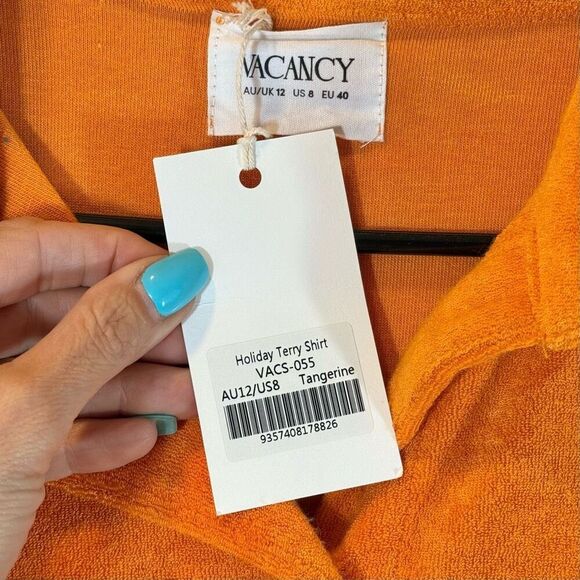 VACANCY
AU/UK 12 US 8 EU 40
Holiday Terry Shirt
VACS-055
AU12/US8 Tangerine
9357408178826